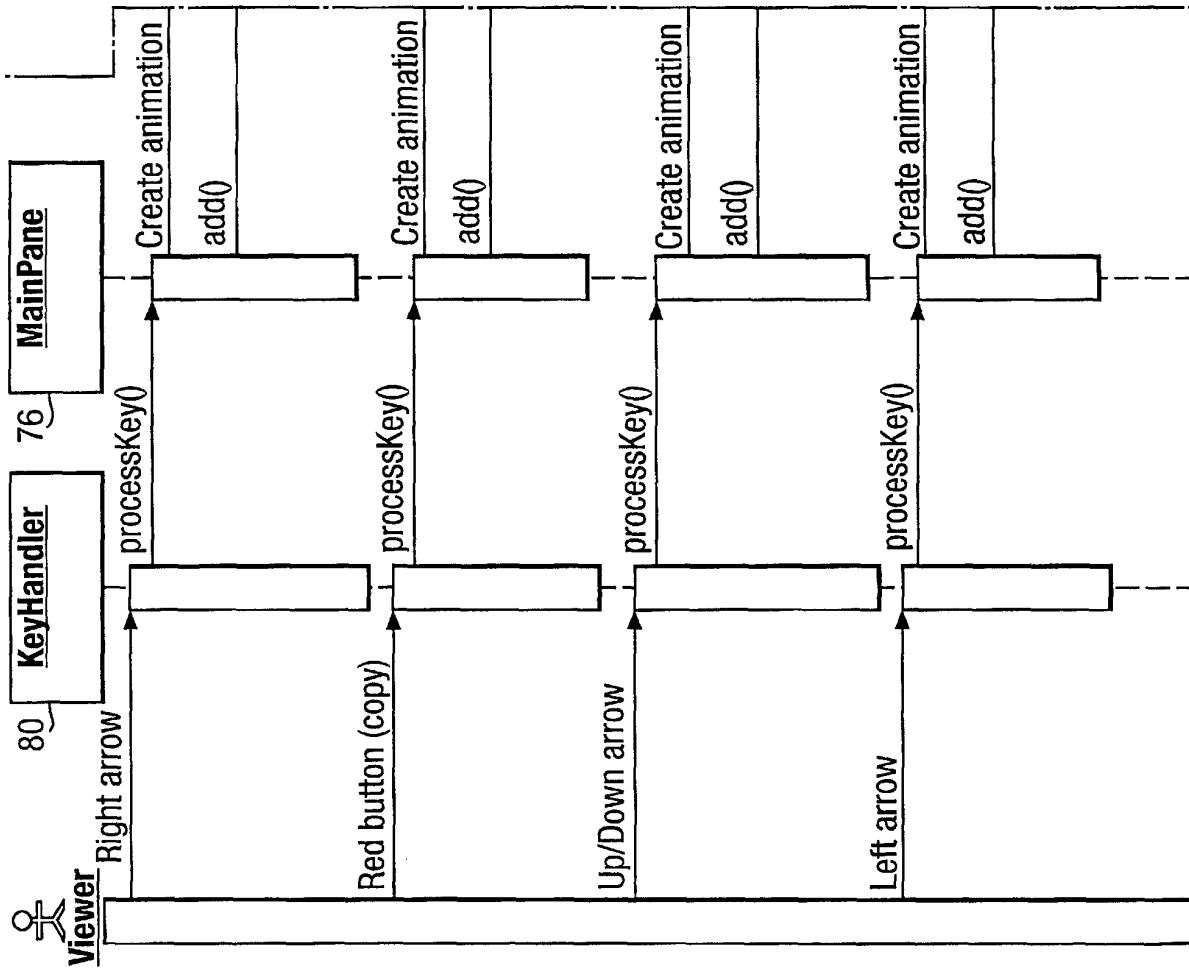 Viewer
80
KeyHandler
76
MainPane
Right arrow
processKey()
Create animation
add()
Red button (copy)
processKey()
Create animation
add()
Up/Down arrow
processKey()
Create animation
add()
Left arrow
processKey()
Create animation
add()